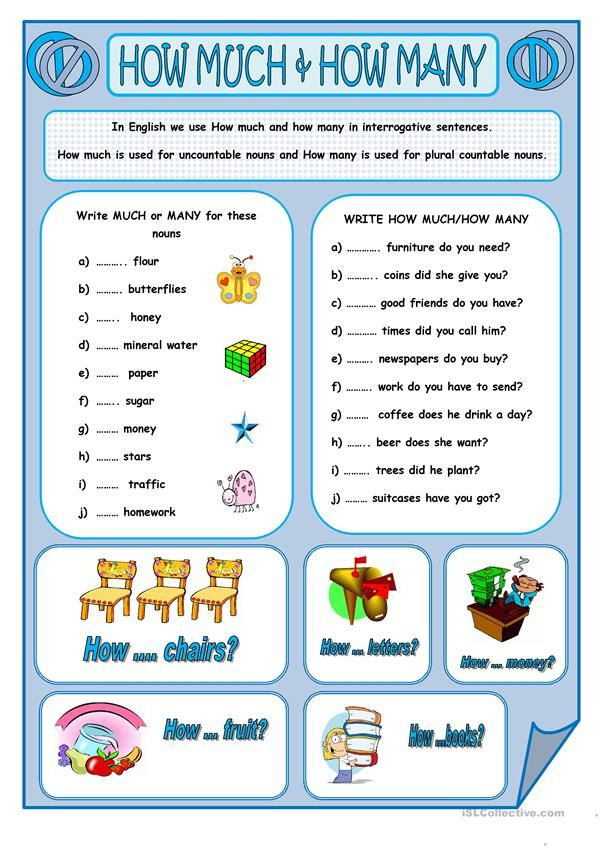 HOW MUCH & HOW MANY
In English we use How much and how many in interrogative sentences.
How much is used for uncountable nouns and How many is used for plural countable nouns.
Write MUCH or MANY for these
nouns
a) ……….. flour
b) ………. butterflies
c) …….. honey
d) ……… mineral water
e) ……… paper
f) …….. sugar
g) ……… money
h) ……… stars
i) ……… traffic
j) ……… homework
WRITE HOW MUCH/HOW MANY
a) …………. furniture do you need?
b) ……….. coins did she give you?
c) ………… good friends do you have?
d) ………… times did you call him?
e) ………. newspapers do you buy?
f) ………. work do you have to send?
g) ……… coffee does he drink a day?
h) …….. beer does she want?
i) ………. trees did he plant?
j) ……… suitcases have you got?
How .... chairs?
How ... letters?
How ... money?
How ... fruit?
How ...books?
iSLCollective.com